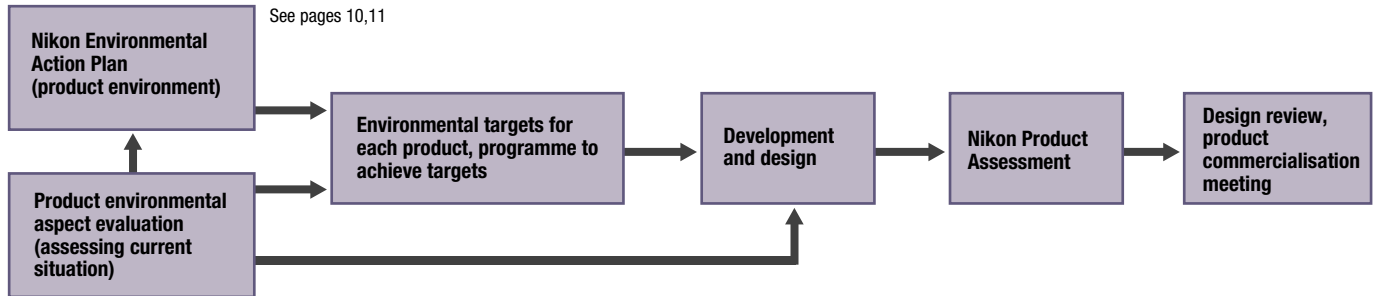 See pages 10,11
Nikon Environmental
Action Plan
(product environment)
Product environmental
aspect evaluation
(assessing current
situation)
Environmental targets for
each product, programme to
achieve targets
Development
and design
Nikon Product
Assessment
Design review,
product
commercialisation
meeting